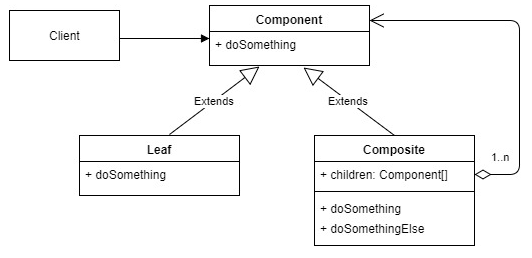 Client
Component
+ doSomething
Extends
Extends
Leaf
+ doSomething
Composite
+ children: Component[]
+ doSomething
+ doSomethingElse
1..n